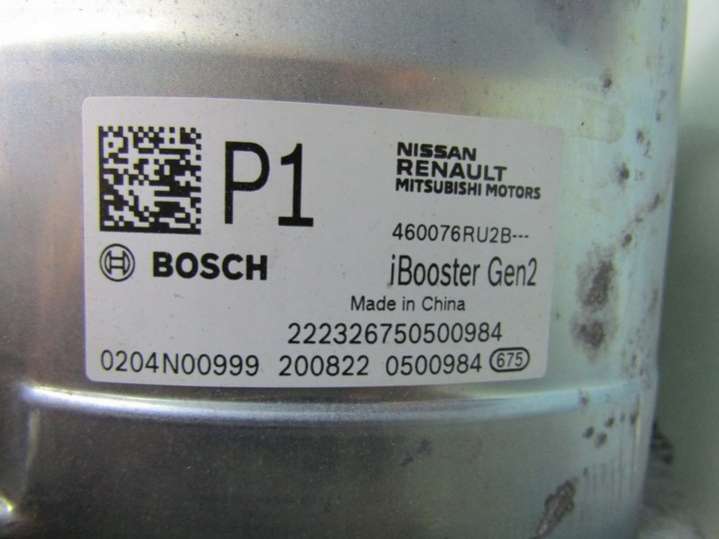 P1
NISSAN
RENAULT
MITSUBISHI MOTORS
460076RU2B---
BOSCH
iBooster Gen2
Made in China
222326750500984
0204N00999 200822 0500984 675